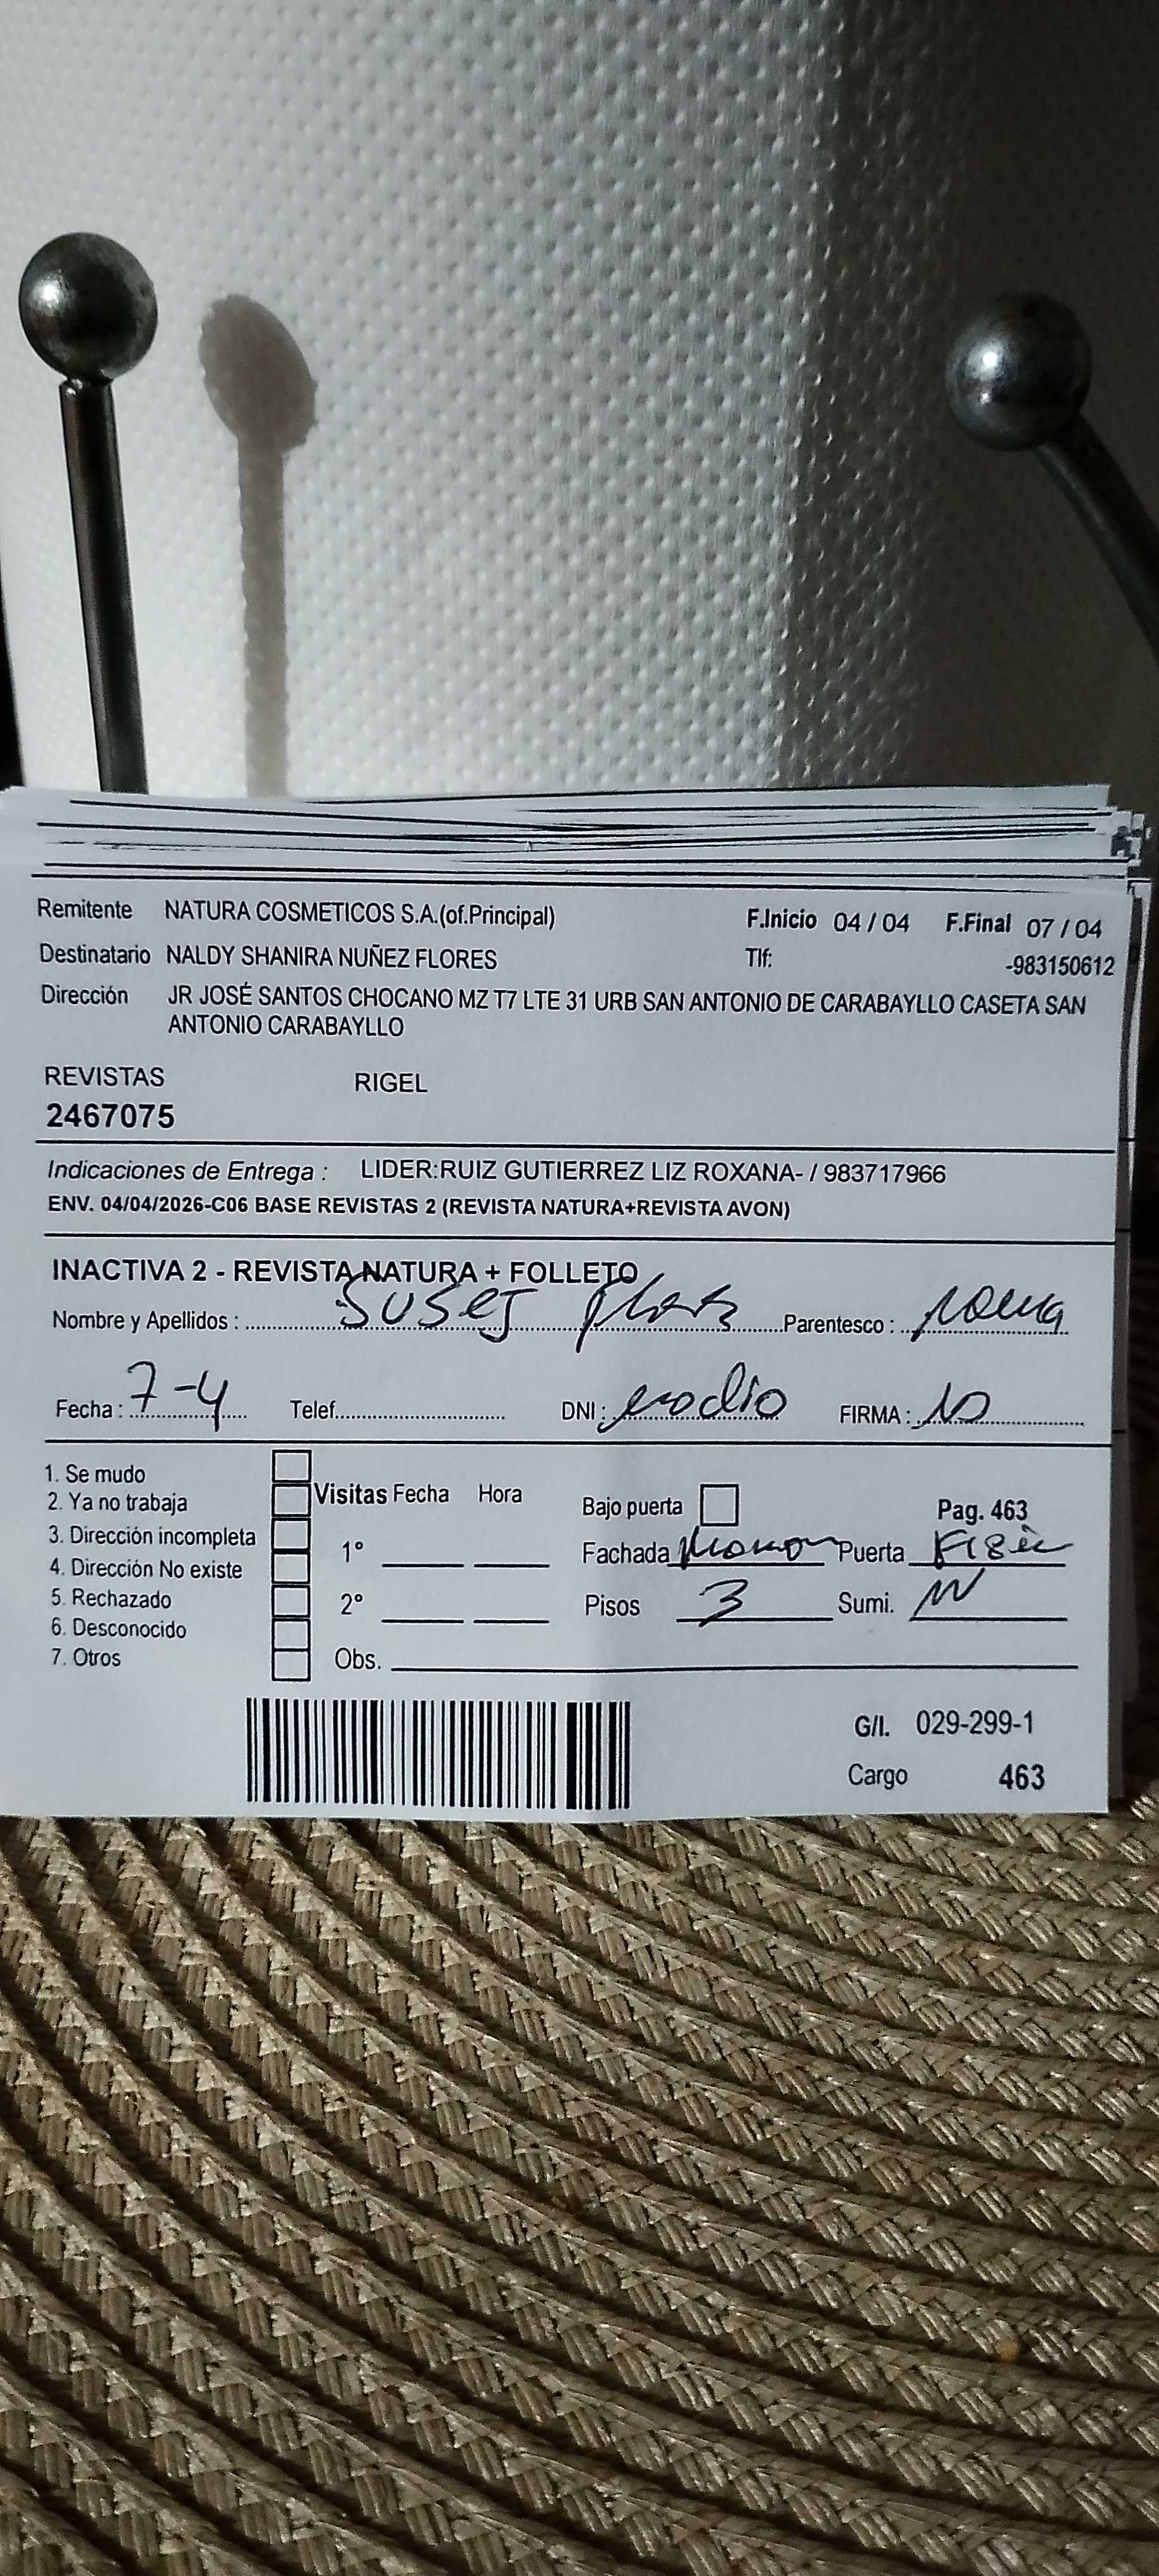 Remitente NATURA COSMETICOS S.A.(of.Principal) F.Inicio 04 / 04 F.Final 07 / 04
Destinatario NALDY SHANIRA NUÑEZ FLORES Tlf: -983150612
Dirección JR JOSÉ SANTOS CHOCANO MZ T7 LTE 31 URB SAN ANTONIO DE CARABAYLLO CASETA SAN
ANTONIO CARABAYLLO
REVISTAS RIGEL
2467075
Indicaciones de Entrega : LIDER:RUIZ GUTIERREZ LIZ ROXANA- / 983717966
ENV. 04/04/2026-C06 BASE REVISTAS 2 (REVISTA NATURA+REVISTA AVON)
INACTIVA 2 - REVISTA NATURA + FOLLETO
Nombre y Apellidos : Parentesco :
Fecha : 7-4 Telef. DNI : FIRMA :
1. Se mudo
2. Ya no trabaja Visitas Fecha Hora Bajo puerta Pag. 463
3. Dirección incompleta 1° Fachada Puerta
4. Dirección No existe
5. Rechazado 2° Pisos 3 Sumi.
6. Desconocido
7. Otros Obs.
G/I. 029-299-1
Cargo 463